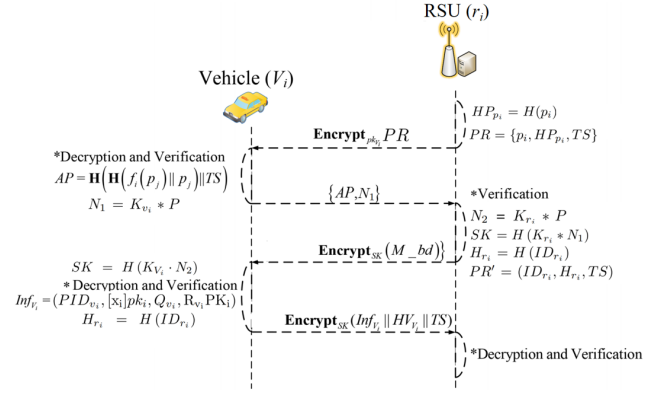 RSU (r_i)
Vehicle (V_i)
HP_{p_i} = H(p_i)
PR = {p_i, HP_{p_i}, TS}
Encrypt_{pk_{v_i}} PR
*Decryption and Verification
AP = H(H(f_i(p_j) || p_j) || TS)
N_1 = K_{v_i} * P
{AP, N_1}
*Verification
N_2 = K_{r_i} * P
SK = H(K_{r_i} * N_1)
H_{r_i} = H(ID_{r_i})
PR' = (ID_{r_i}, H_{r_i}, TS)
Encrypt_{SK}(M_bd)}
SK = H(K_{V_i} · N_2)
* Decryption and Verification
Inf_{V_i} = (PID_{v_i}, [x_i]pk_i, Q_{v_i}, R_{v_i}PK_i)
H_{r_i} = H(ID_{r_i})
Encrypt_{SK}(Inf_{V_i} || HV_{V_i} || TS)
*Decryption and Verification